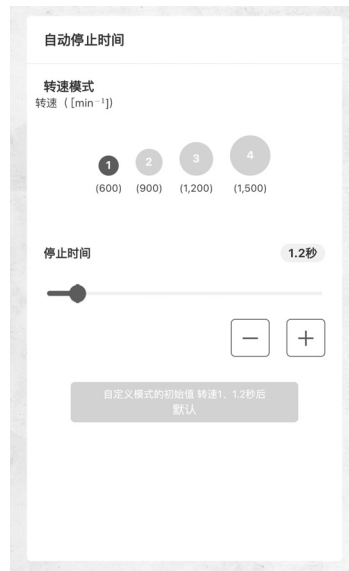 自动停止时间
转速模式
转速（ [min⁻¹]）
1 2 3 4
(600) (900) (1,200) (1,500)
停止时间 1.2秒
自定义模式的初始值 转速1、1.2秒后
默认